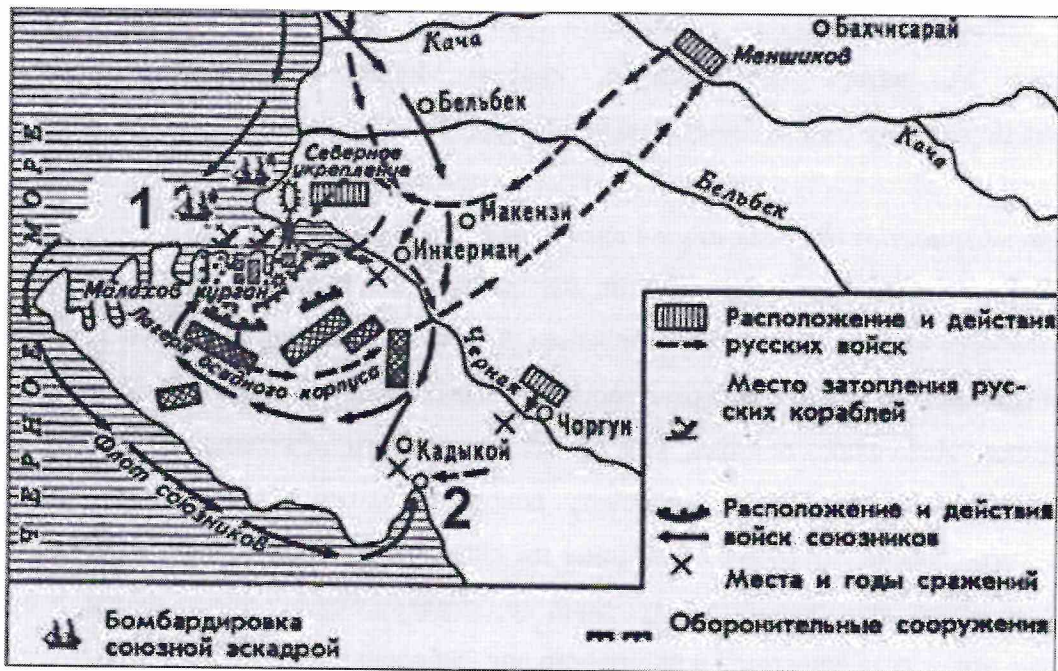 Кача
Бахчисарай
Меншиков
Бельбек
Кача
Северное
укрепление
Бельбек
1
Макензи
Инкерман
Малахов курган
Лагери осадного корпуса
Черная
Чоргун
Кадыкой
2
Флот союзников
ЧЕРНОЕ МОРЕ
Расположение и действия
русских войск
Место затопления рус-
ских кораблей
Расположение и действия
войск союзников
Места и годы сражений
Оборонительные сооружения
Бомбардировка
союзной эскадрой